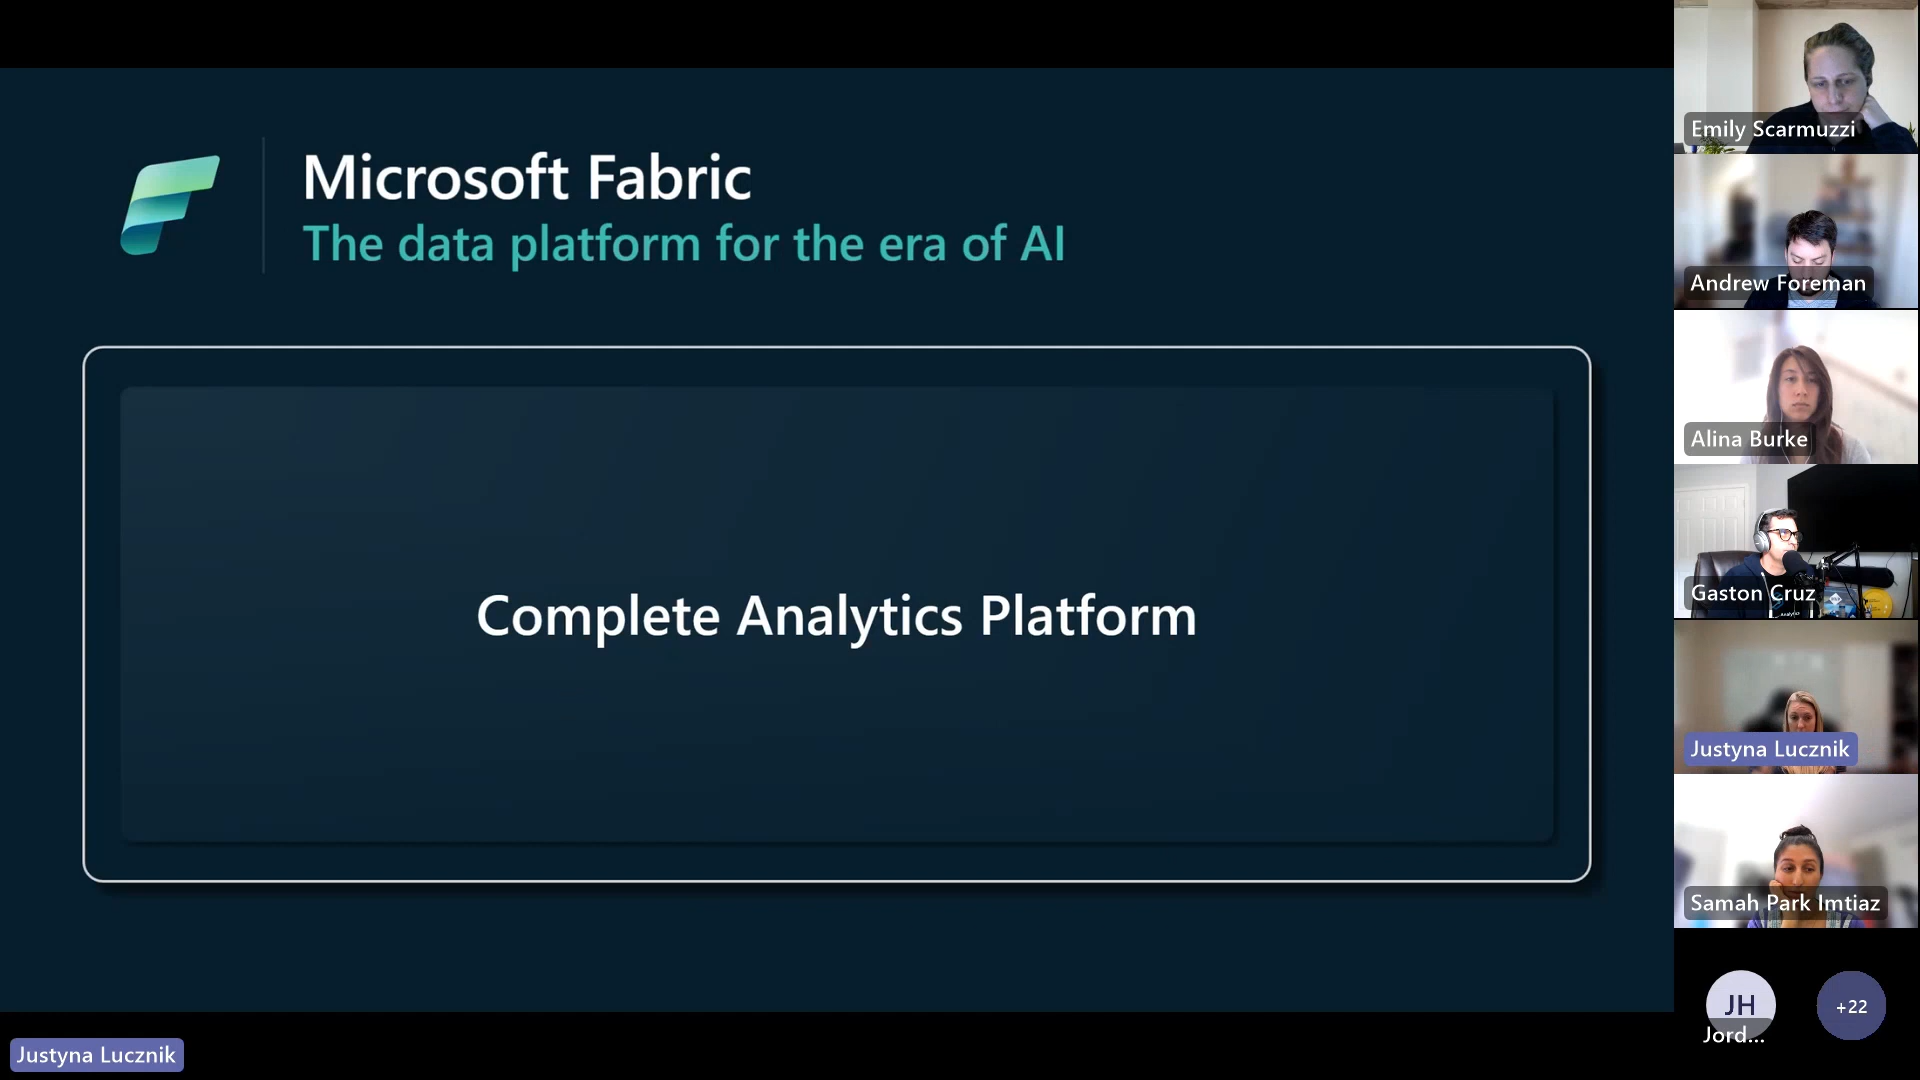 Microsoft Fabric
The data platform for the era of AI
Complete Analytics Platform
Justyna Lucznik
Emily Scarmuzzi
Andrew Foreman
Alina Burke
Gaston Cruz
Justyna Lucznik
Samah Park Imtiaz
JH
Jord...
+22